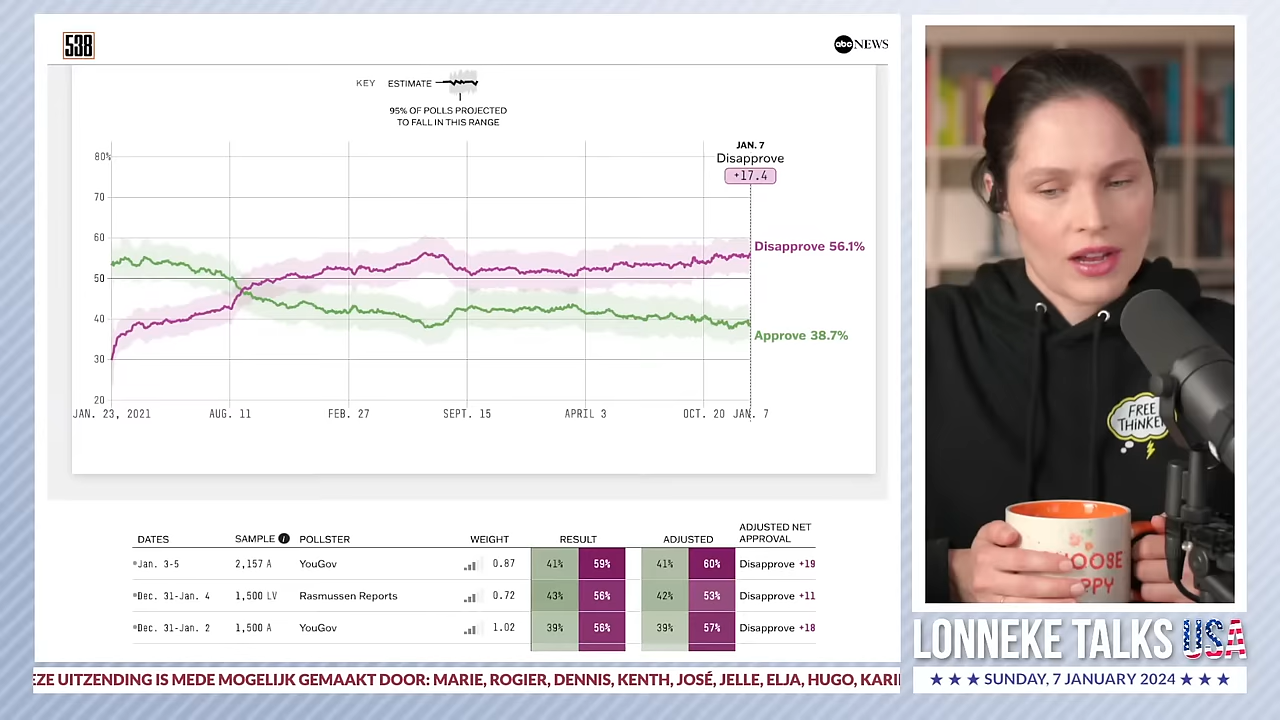 538
abc NEWS
KEY ESTIMATE
95% OF POLLS PROJECTED
TO FALL IN THIS RANGE
JAN. 7
Disapprove
+17.4
80%
70
60
50
40
30
20
Disapprove 56.1%
Approve 38.7%
JAN. 23, 2021 AUG. 11 FEB. 27 SEPT. 15 APRIL 3 OCT. 20 JAN. 7
DATES SAMPLE i POLLSTER WEIGHT RESULT ADJUSTED ADJUSTED NET
APPROVAL
Jan. 3-5 2,157 A YouGov 0.87 41% 59% 41% 60% Disapprove +19
Dec. 31-Jan. 4 1,500 LV Rasmussen Reports 0.72 43% 56% 42% 53% Disapprove +11
Dec. 31-Jan. 2 1,500 A YouGov 1.02 39% 56% 39% 57% Disapprove +18
FREE
THiNKER
LONNEKE TALKS USA
★ ★ ★ SUNDAY, 7 JANUARY 2024 ★ ★ ★
EZE UITZENDING IS MEDE MOGELIJK GEMAAKT DOOR: MARIE, ROGIER, DENNIS, KENTH, JOSÉ, JELLE, ELJA, HUGO,